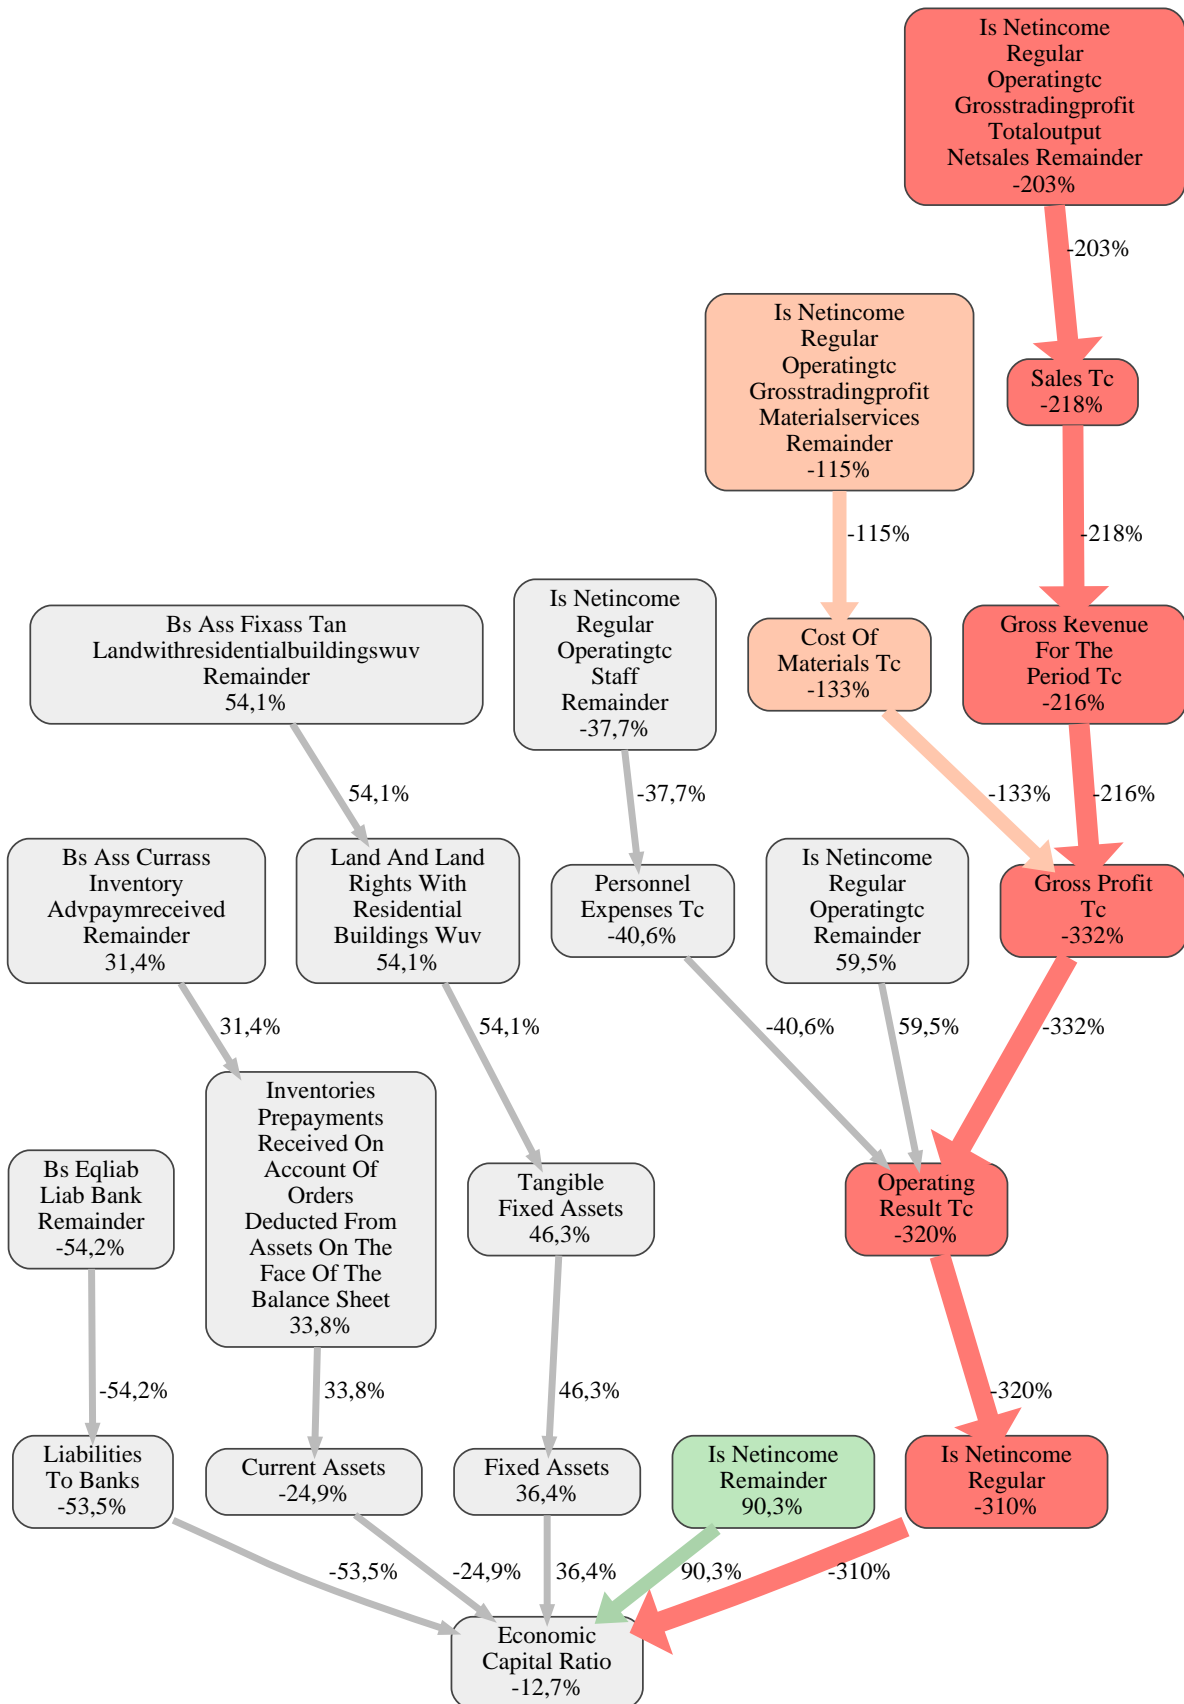 Is Netincome
Regular
Operatingtc
Grosstradingprofit
Totaloutput
Netsales Remainder
-203%
-203%
Is Netincome
Regular
Operatingtc
Grosstradingprofit
Materialservices
Remainder
-115%
Sales Tc
-218%
-115%
-218%
Bs Ass Fixass Tan
Landwithresidentialbuildingswuv
Remainder
54,1%
Is Netincome
Regular
Operatingtc
Staff
Remainder
-37,7%
Cost Of
Materials Tc
-133%
Gross Revenue
For The
Period Tc
-216%
54,1%
-37,7%
-133%
-216%
Bs Ass Currass
Inventory
Advpaymreceived
Remainder
31,4%
Land And Land
Rights With
Residential
Buildings Wuv
54,1%
Personnel
Expenses Tc
-40,6%
Is Netincome
Regular
Operatingtc
Remainder
59,5%
Gross Profit
Tc
-332%
31,4%
54,1%
-40,6%
59,5%
-332%
Bs Eqliab
Liab Bank
Remainder
-54,2%
Inventories
Prepayments
Received On
Account Of
Orders
Deducted From
Assets On The
Face Of The
Balance Sheet
33,8%
Tangible
Fixed Assets
46,3%
Operating
Result Tc
-320%
-54,2%
33,8%
46,3%
-320%
Liabilities
To Banks
-53,5%
Current Assets
-24,9%
Fixed Assets
36,4%
Is Netincome
Remainder
90,3%
Is Netincome
Regular
-310%
-53,5%
-24,9%
36,4%
90,3%
-310%
Economic
Capital Ratio
-12,7%